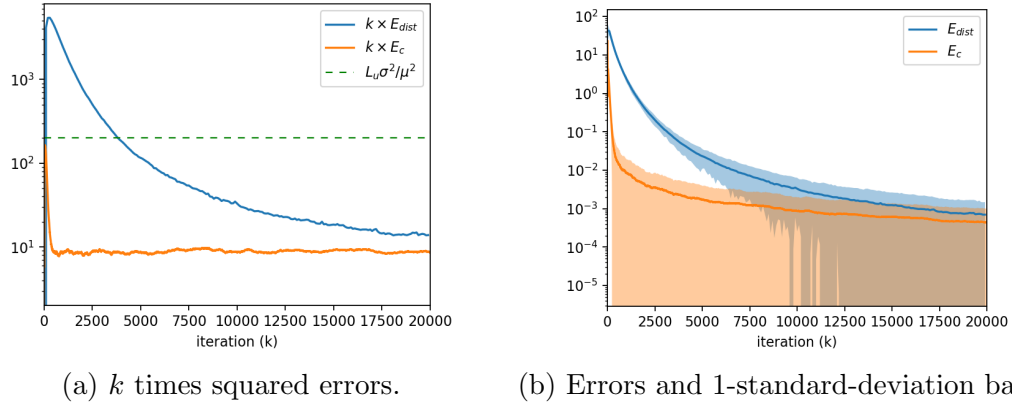 k × E_dist
k × E_c
L_uσ²/μ²
10³
10²
10¹
0 2500 5000 7500 10000 12500 15000 17500 20000
iteration (k)
(a) k times squared errors.
E_dist
E_c
10²
10¹
10⁰
10⁻¹
10⁻²
10⁻³
10⁻⁴
10⁻⁵
0 2500 5000 7500 10000 12500 15000 17500 20000
iteration (k)
(b) Errors and 1-standard-deviation ba